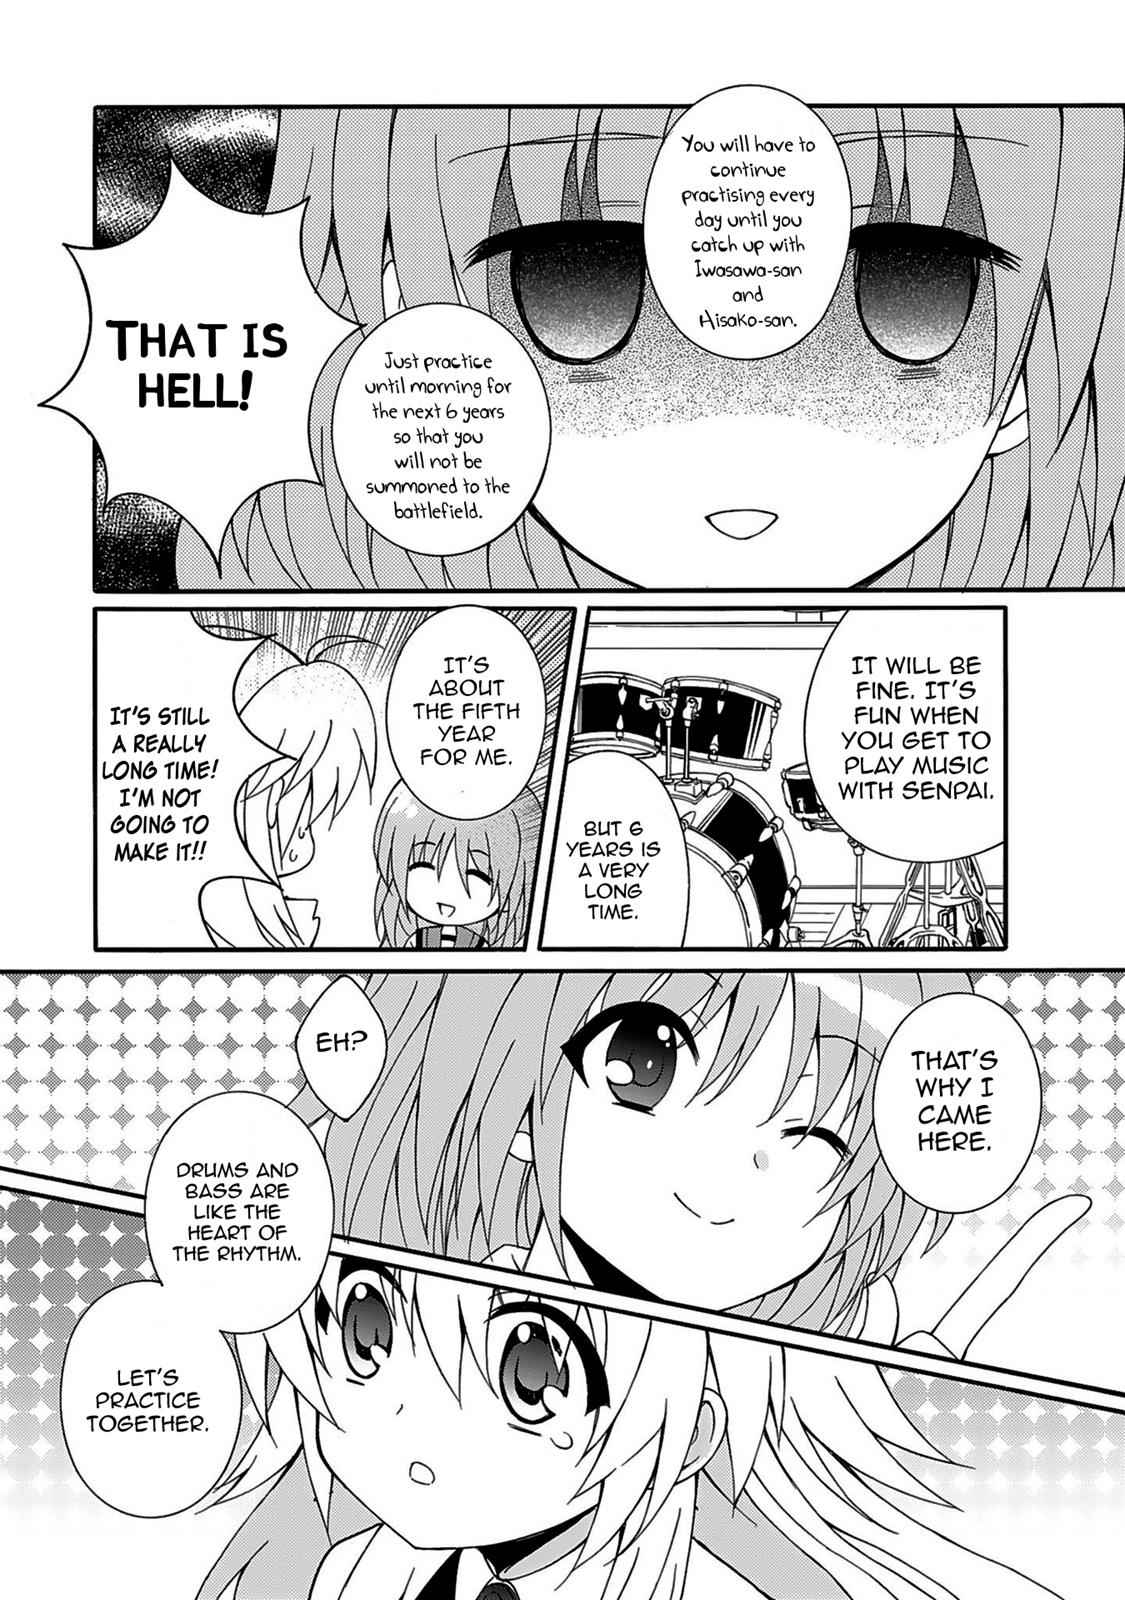 You will have to
continue
practising every
day until you
catch up with
Iwasawa-san
and
Hisako-san.
Just practice
until morning for
the next 6 years
so that you
will not be
summoned to the
battlefield.
THAT IS
HELL!
IT WILL BE
FINE. IT'S
FUN WHEN
YOU GET TO
PLAY MUSIC
WITH SENPAI.
BUT 6
YEARS IS
A VERY
LONG
TIME.
IT'S
ABOUT
THE FIFTH
YEAR
FOR ME.
IT'S STILL
A REALLY
LONG TIME!
I'M NOT
GOING TO
MAKE IT!!
THAT'S
WHY I
CAME
HERE.
EH?
DRUMS AND
BASS ARE
LIKE THE
HEART OF
THE RHYTHM.
LET'S
PRACTICE
TOGETHER.